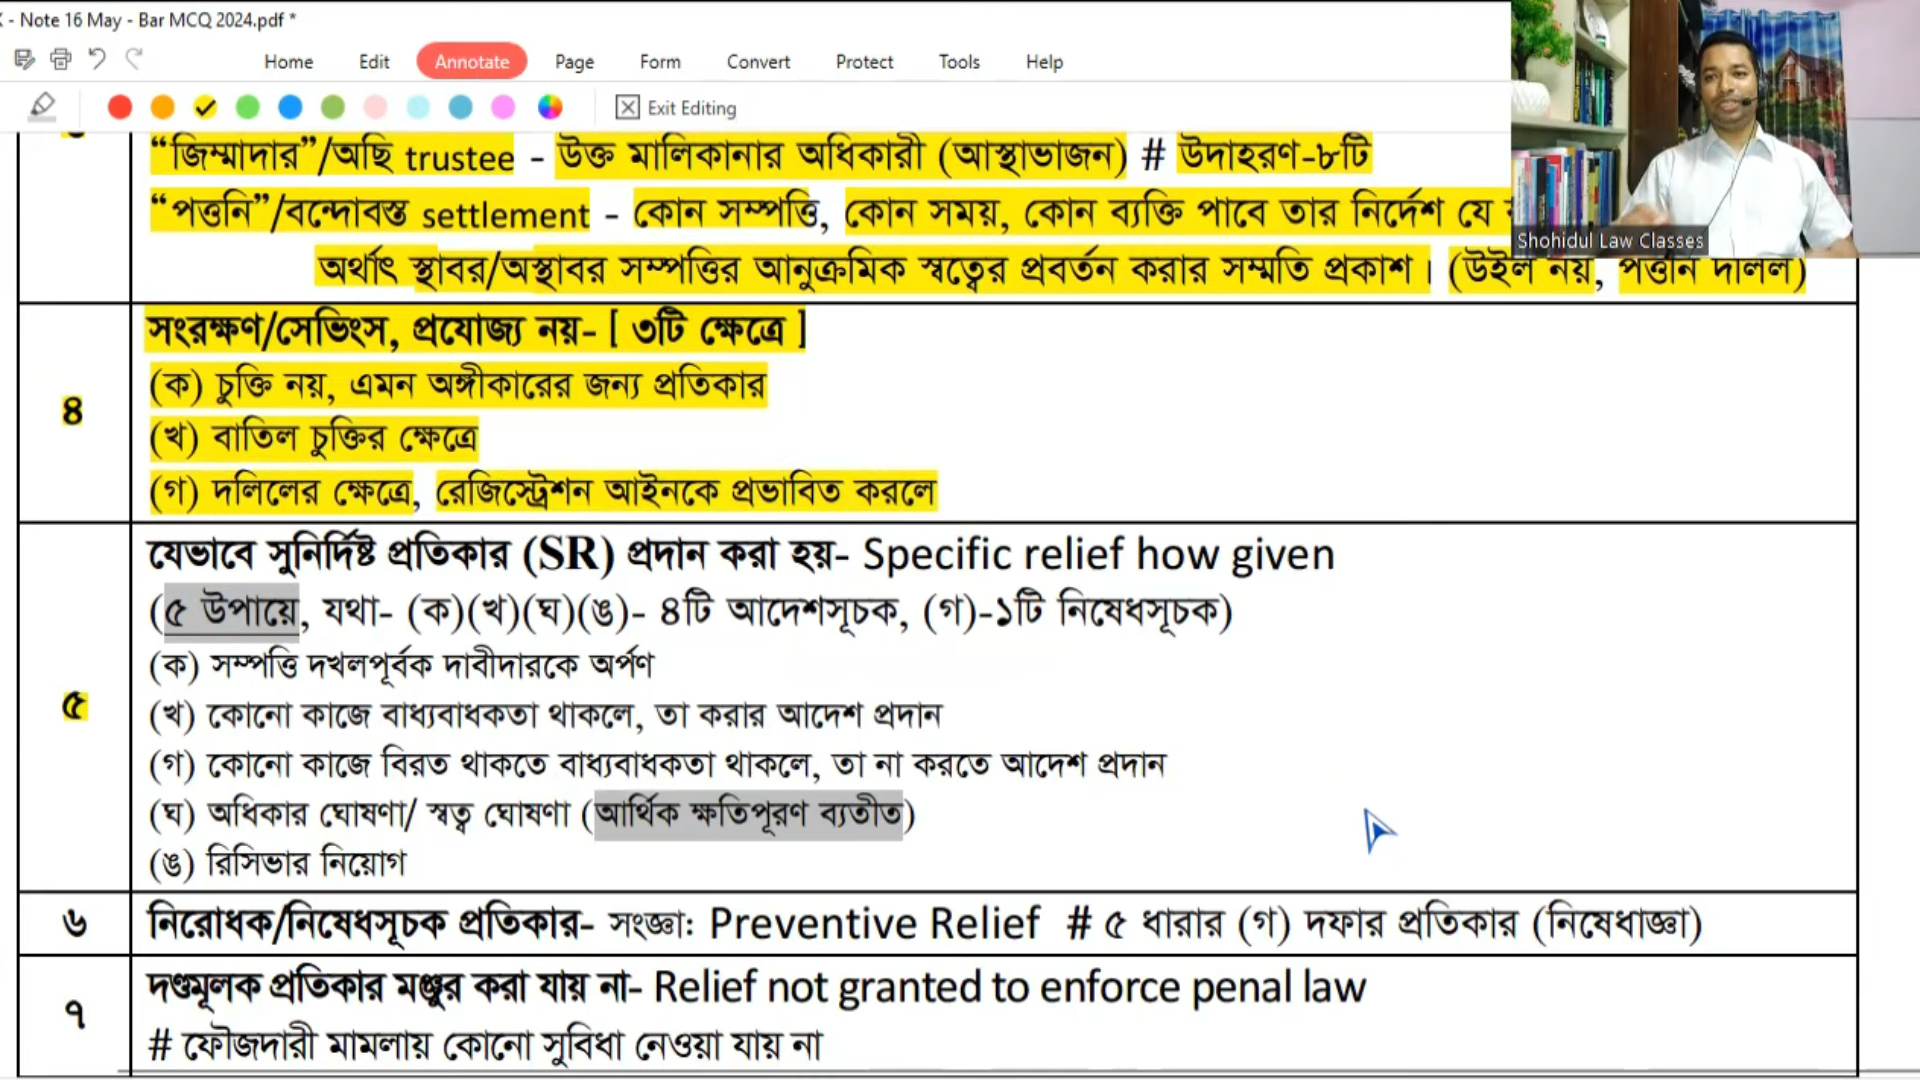 - Note 16 May - Bar MCQ 2024.pdf *
Home Edit Annotate Page Form Convert Protect Tools Help
Exit Editing
“জিম্মাদার”/অছি trustee - উক্ত মালিকানার অধিকারী (আস্থাভাজন) # উদাহরণ-৮টি
“পত্তনি”/বন্দোবস্ত settlement - কোন সম্পত্তি, কোন সময়, কোন ব্যক্তি পাবে তার নির্দেশ যে
Shohidul Law Classes
অর্থাৎ স্থাবর/অস্থাবর সম্পত্তির আনুক্রমিক স্বত্বের প্রবর্তন করার সম্মতি প্রকাশ। (উইল নয়, পত্তনি দলিল)
৪
সংরক্ষণ/সেভিংস, প্রযোজ্য নয়- [ ৩টি ক্ষেত্রে ]
(ক) চুক্তি নয়, এমন অঙ্গীকারের জন্য প্রতিকার
(খ) বাতিল চুক্তির ক্ষেত্রে
(গ) দলিলের ক্ষেত্রে, রেজিস্ট্রেশন আইনকে প্রভাবিত করলে
৫
যেভাবে সুনির্দিষ্ট প্রতিকার (SR) প্রদান করা হয়- Specific relief how given
(৫ উপায়ে, যথা- (ক)(খ)(ঘ)(ঙ)- ৪টি আদেশসূচক, (গ)-১টি নিষেধসূচক)
(ক) সম্পত্তি দখলপূর্বক দাবীদারকে অর্পণ
(খ) কোনো কাজে বাধ্যবাধকতা থাকলে, তা করার আদেশ প্রদান
(গ) কোনো কাজে বিরত থাকতে বাধ্যবাধকতা থাকলে, তা না করতে আদেশ প্রদান
(ঘ) অধিকার ঘোষণা/ স্বত্ব ঘোষণা (আর্থিক ক্ষতিপূরণ ব্যতীত)
(ঙ) রিসিভার নিয়োগ
৬
নিরোধক/নিষেধসূচক প্রতিকার- সংজ্ঞা: Preventive Relief # ৫ ধারার (গ) দফার প্রতিকার (নিষেধাজ্ঞা)
৭
দণ্ডমূলক প্রতিকার মঞ্জুর করা যায় না- Relief not granted to enforce penal law
# ফৌজদারী মামলায় কোনো সুবিধা নেওয়া যায় না